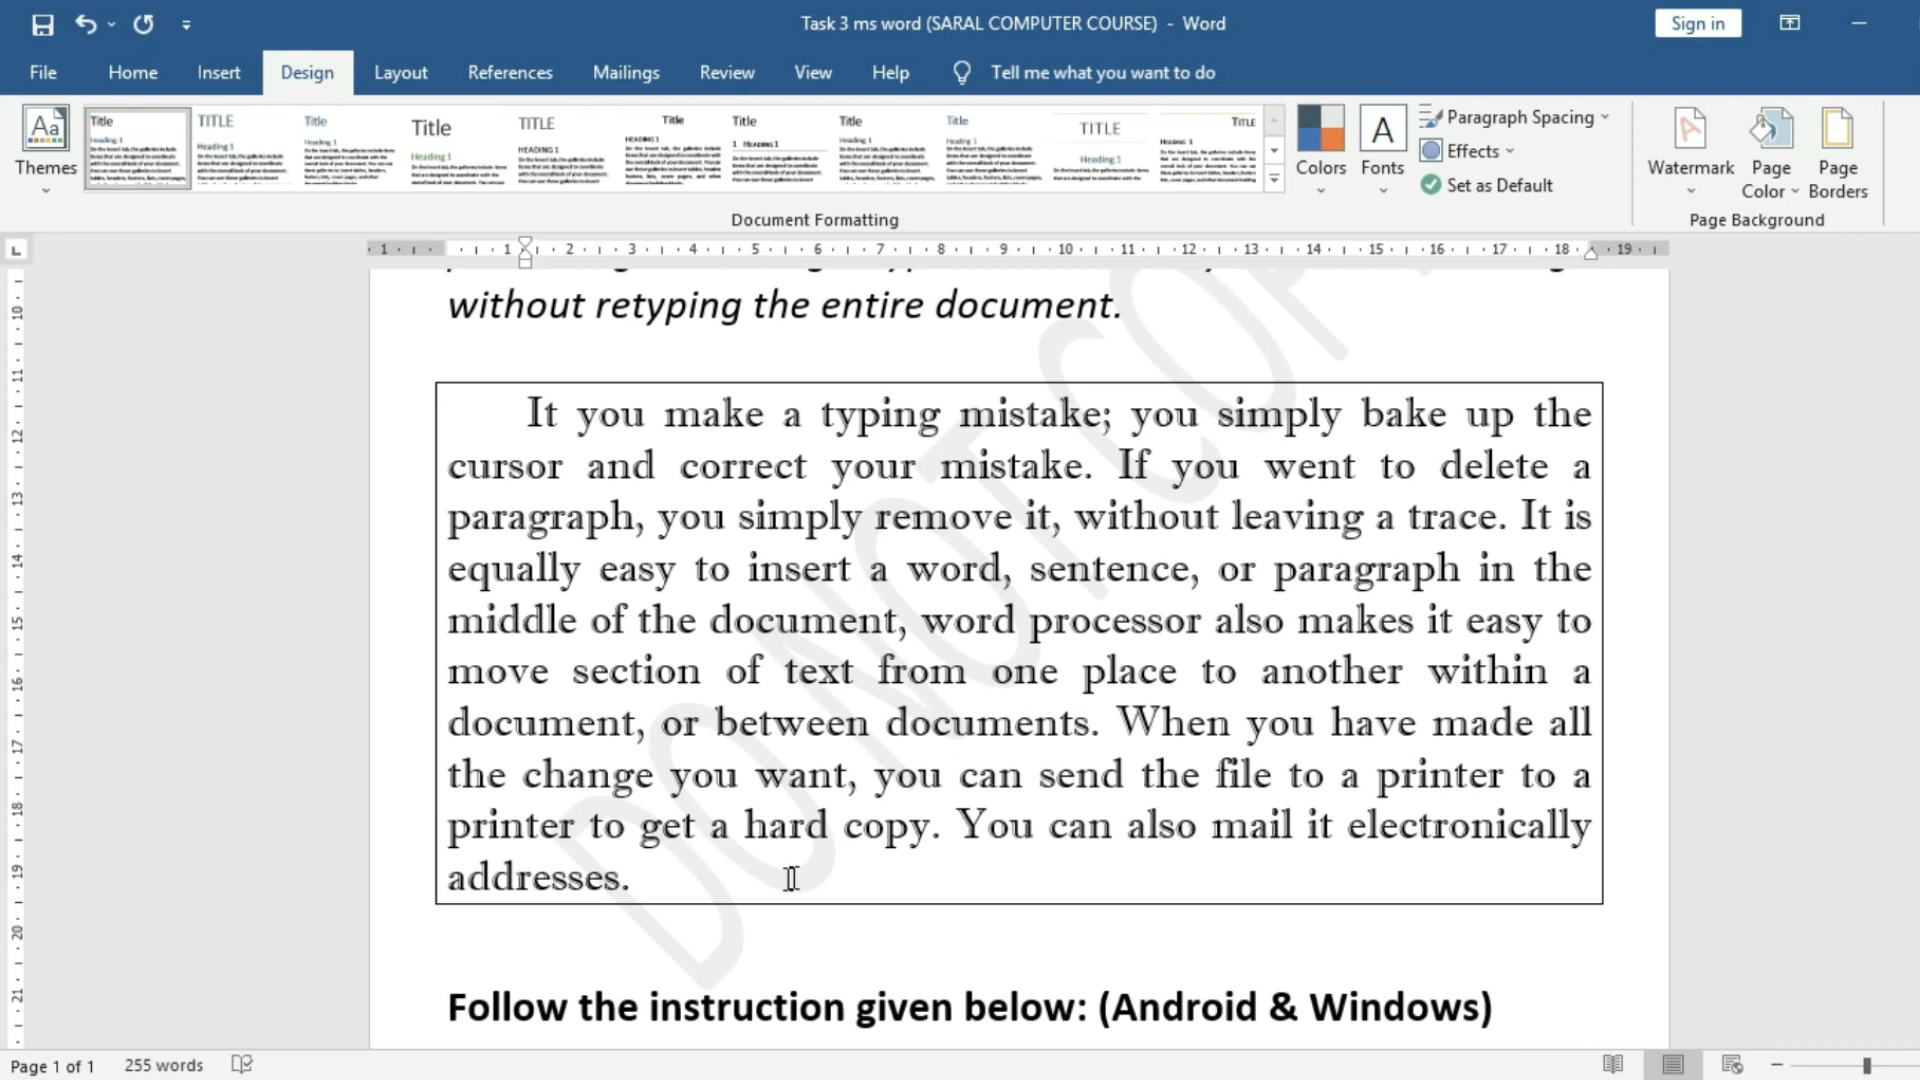 Task 3 ms word (SARAL COMPUTER COURSE) - Word
Sign in
File Home Insert Design Layout References Mailings Review View Help Tell me what you want to do
Themes
Colors
Fonts
Paragraph Spacing
Effects
Set as Default
Watermark
Page Color
Page Borders
Document Formatting
Page Background
without retyping the entire document.
It you make a typing mistake; you simply bake up the
cursor and correct your mistake. If you went to delete a
paragraph, you simply remove it, without leaving a trace. It is
equally easy to insert a word, sentence, or paragraph in the
middle of the document, word processor also makes it easy to
move section of text from one place to another within a
document, or between documents. When you have made all
the change you want, you can send the file to a printer to a
printer to get a hard copy. You can also mail it electronically
addresses.
DO NOT COP
Follow the instruction given below: (Android & Windows)
Page 1 of 1 255 words